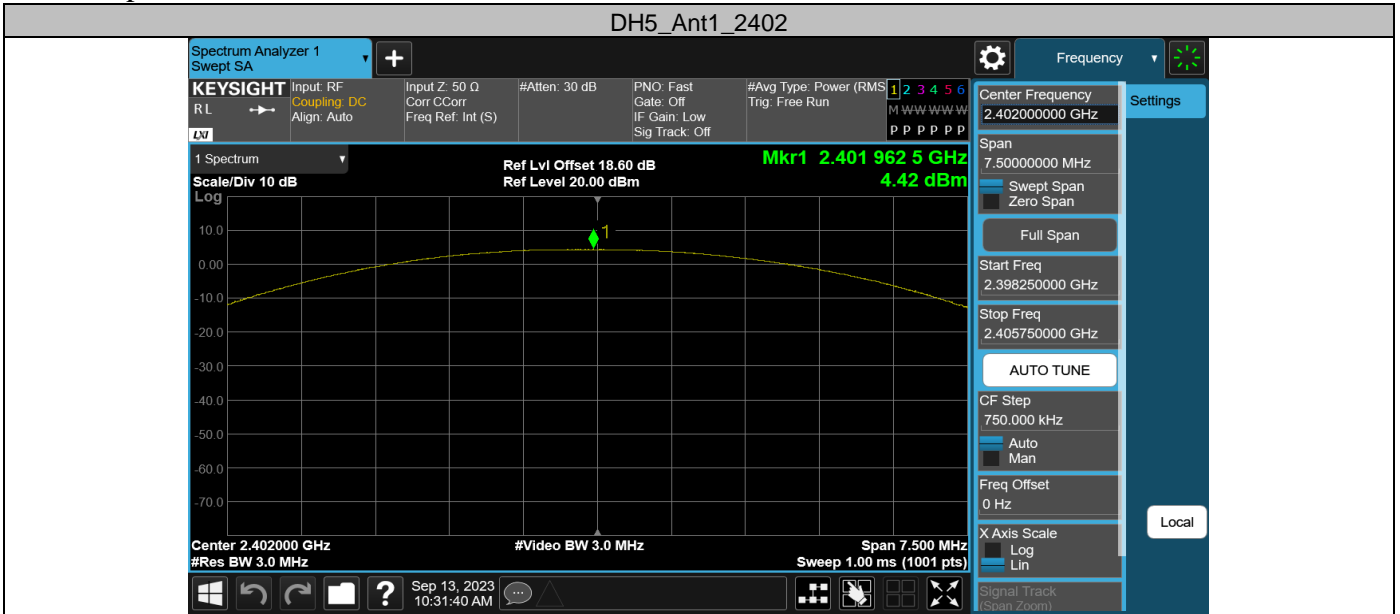 DH5_Ant1_2402
Spectrum Analyzer 1
Swept SA
Frequency
KEYSIGHT
RL
LXI
Input: RF
Coupling: DC
Align: Auto
Input Z: 50 Ω
Corr CCorr
Freq Ref: Int (S)
#Atten: 30 dB
PNO: Fast
Gate: Off
IF Gain: Low
Sig Track: Off
#Avg Type: Power (RMS
Trig: Free Run
1 2 3 4 5 6
M W W W W W
P P P P P P
1 Spectrum
Scale/Div 10 dB
Log
Ref Lvl Offset 18.60 dB
Ref Level 20.00 dBm
Mkr1 2.401 962 5 GHz
4.42 dBm
1
10.0
0.00
-10.0
-20.0
-30.0
-40.0
-50.0
-60.0
-70.0
Center 2.402000 GHz
#Res BW 3.0 MHz
#Video BW 3.0 MHz
Span 7.500 MHz
Sweep 1.00 ms (1001 pts)
Sep 13, 2023
10:31:40 AM
Center Frequency
2.402000000 GHz
Span
7.50000000 MHz
Swept Span
Zero Span
Full Span
Start Freq
2.398250000 GHz
Stop Freq
2.405750000 GHz
AUTO TUNE
CF Step
750.000 kHz
Auto
Man
Freq Offset
0 Hz
X Axis Scale
Log
Lin
Signal Track
(Span Zoom)
Settings
Local